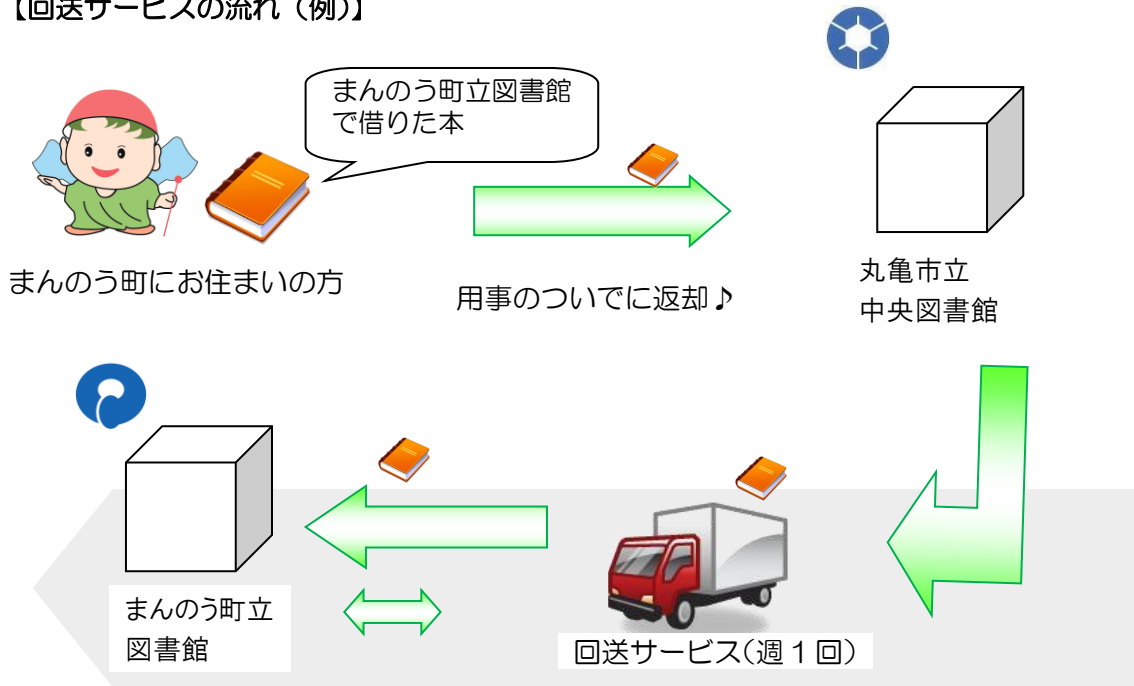 【回送サービスの流れ（例）】
まんのう町立図書館
で借りた本
まんのう町にお住まいの方
用事のついでに返却♪
丸亀市立
中央図書館
まんのう町立
図書館
回送サービス（週１回）